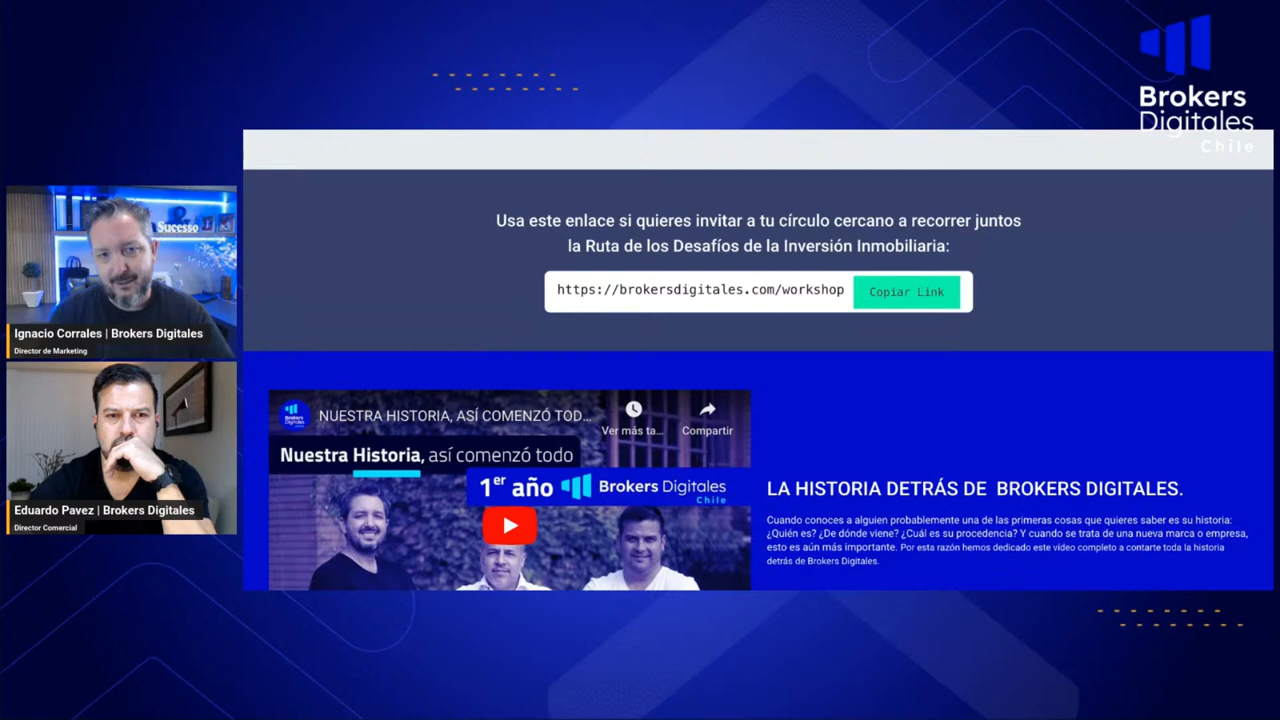 Brokers
Digitales
Chile
Usa este enlace si quieres invitar a tu círculo cercano a recorrer juntos
la Ruta de los Desafíos de la Inversión Inmobiliaria:
https://brokersdigitales.com/workshop
Copiar Link
Sucesso
Ignacio Corrales | Brokers Digitales
Director de Marketing
Eduardo Pavez | Brokers Digitales
Director Comercial
Brokers
Digitales
NUESTRA HISTORIA, ASÍ COMENZÓ TOD...
Ver más ta...
Compartir
Nuestra Historia, así comenzó todo
1er año Brokers Digitales
Chile
LA HISTORIA DETRÁS DE BROKERS DIGITALES.
Cuando conoces a alguien probablemente una de las primeras cosas que quieres saber es su historia:
¿Quién es? ¿De dónde viene? ¿Cuál es su procedencia? Y cuando se trata de una nueva marca o empresa,
esto es aún más importante. Por esta razón hemos dedicado este vídeo completo a contarte toda la historia
detrás de Brokers Digitales.